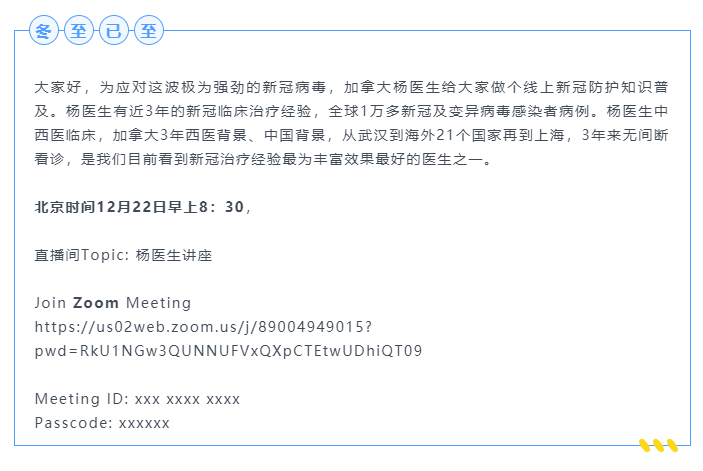 冬至已至
大家好，为应对这波极为强劲的新冠病毒，加拿大杨医生给大家做个线上新冠防护知识普
及。杨医生有近3年的新冠临床治疗经验，全球1万多新冠及变异病毒感染者病例。杨医生中
西医临床，加拿大3年西医背景、中国背景，从武汉到海外21个国家再到上海，3年来无间断
看诊，是我们目前看到新冠治疗经验最为丰富效果最好的医生之一。
北京时间12月22日早上8：30，
直播间Topic: 杨医生讲座
Join Zoom Meeting
https://us02web.zoom.us/j/89004949015?
pwd=RkU1NGw3QUNNUFVxQXpCTEtwUDhiQT09
Meeting ID: xxx xxxx xxxx
Passcode: xxxxxx